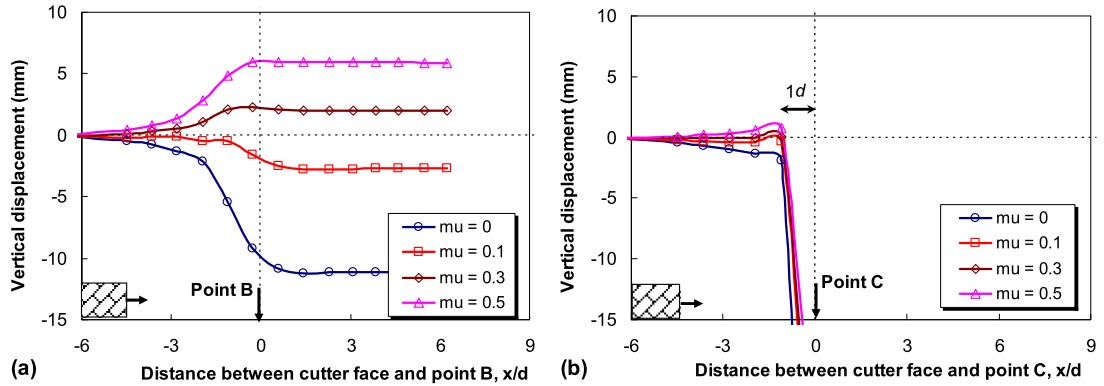 10
5
0
-5
-10
-15
Vertical displacement (mm)
mu = 0
mu = 0.1
mu = 0.3
mu = 0.5
Point B
-6
-3
0
3
6
9
(a)
Distance between cutter face and point B, x/d
10
5
0
-5
-10
-15
Vertical displacement (mm)
1d
mu = 0
mu = 0.1
mu = 0.3
mu = 0.5
Point C
-6
-3
0
3
6
9
(b)
Distance between cutter face and point C, x/d